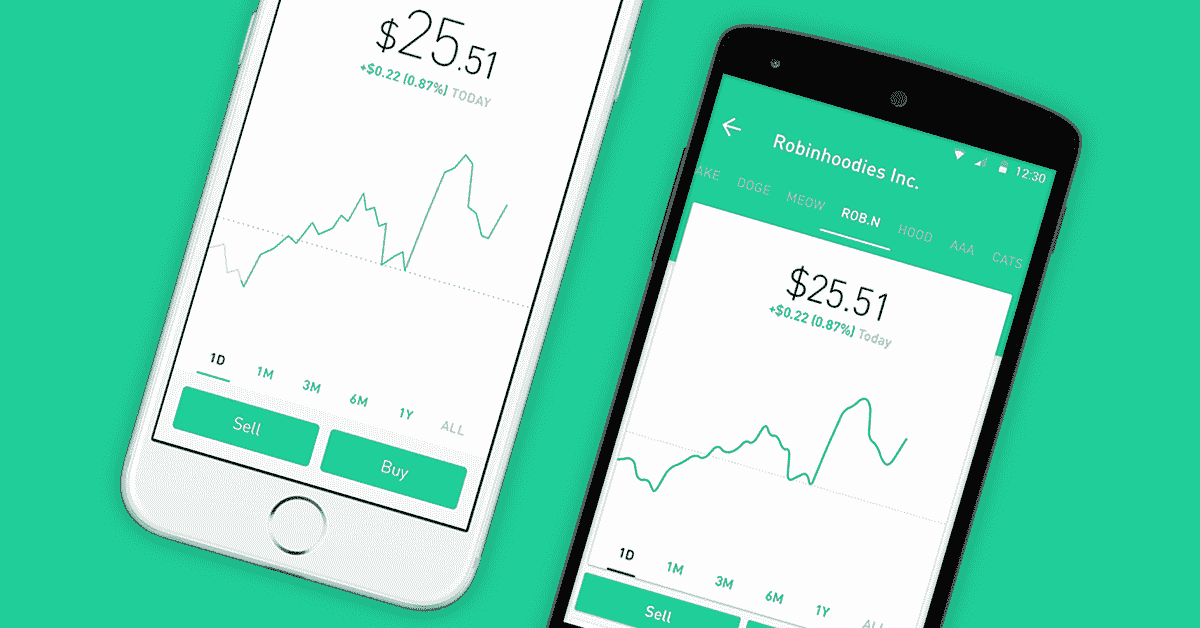 $25.51
+$0.22 (0.87%) TODAY
1D 1M 3M 6M 1Y ALL
Sell Buy
12:30
Robinhoodies Inc.
AKE DOGE MEOW ROB.N HOOD AAA CATS
$25.51
+$0.22 (0.87%) Today
1D 1M 3M 6M 1Y ALL
Sell